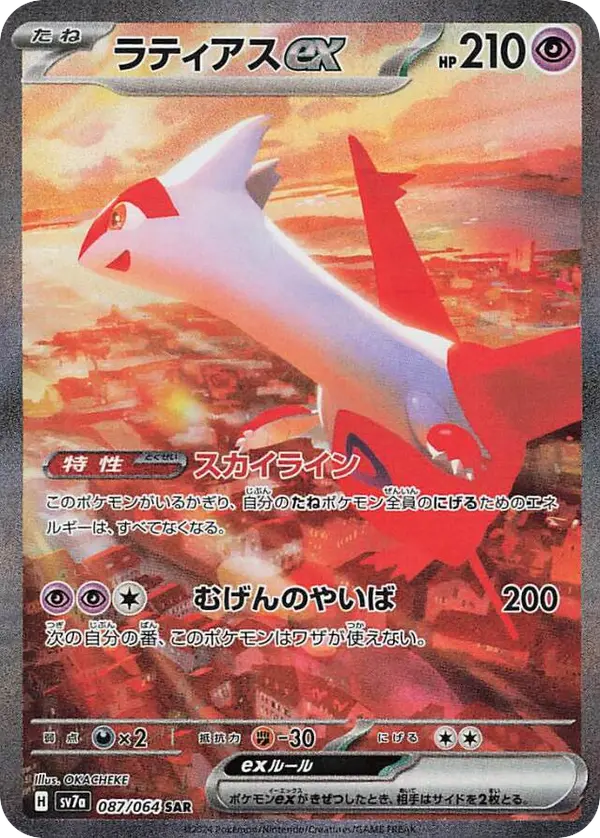 たね ラティアスex HP210
特性 とくせい スカイライン
このポケモンがいるかぎり、自分のたねポケモン全員のにげるためのエネ
ルギーは、すべてなくなる。
むげんのやいば 200
次の自分の番、このポケモンはワザが使えない。
弱点 ×2 抵抗力 -30 にげる
Illus. OKACHEKE
exルール
H sv7a 087/064 SAR
ポケモンexがきぜつしたとき、相手はサイドを2枚とる。
©2024 Pokémon/Nintendo/Creatures/GAME FREAK.